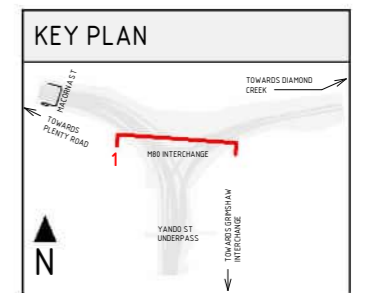 KEY PLAN
TOWARDS DIAMOND
CREEK
MACORNA ST
TOWARDS
PLENTY ROAD
1
M80 INTERCHANGE
YANDO ST
UNDERPASS
TOWARDS GRIMSHAW
INTERCHANGE
N